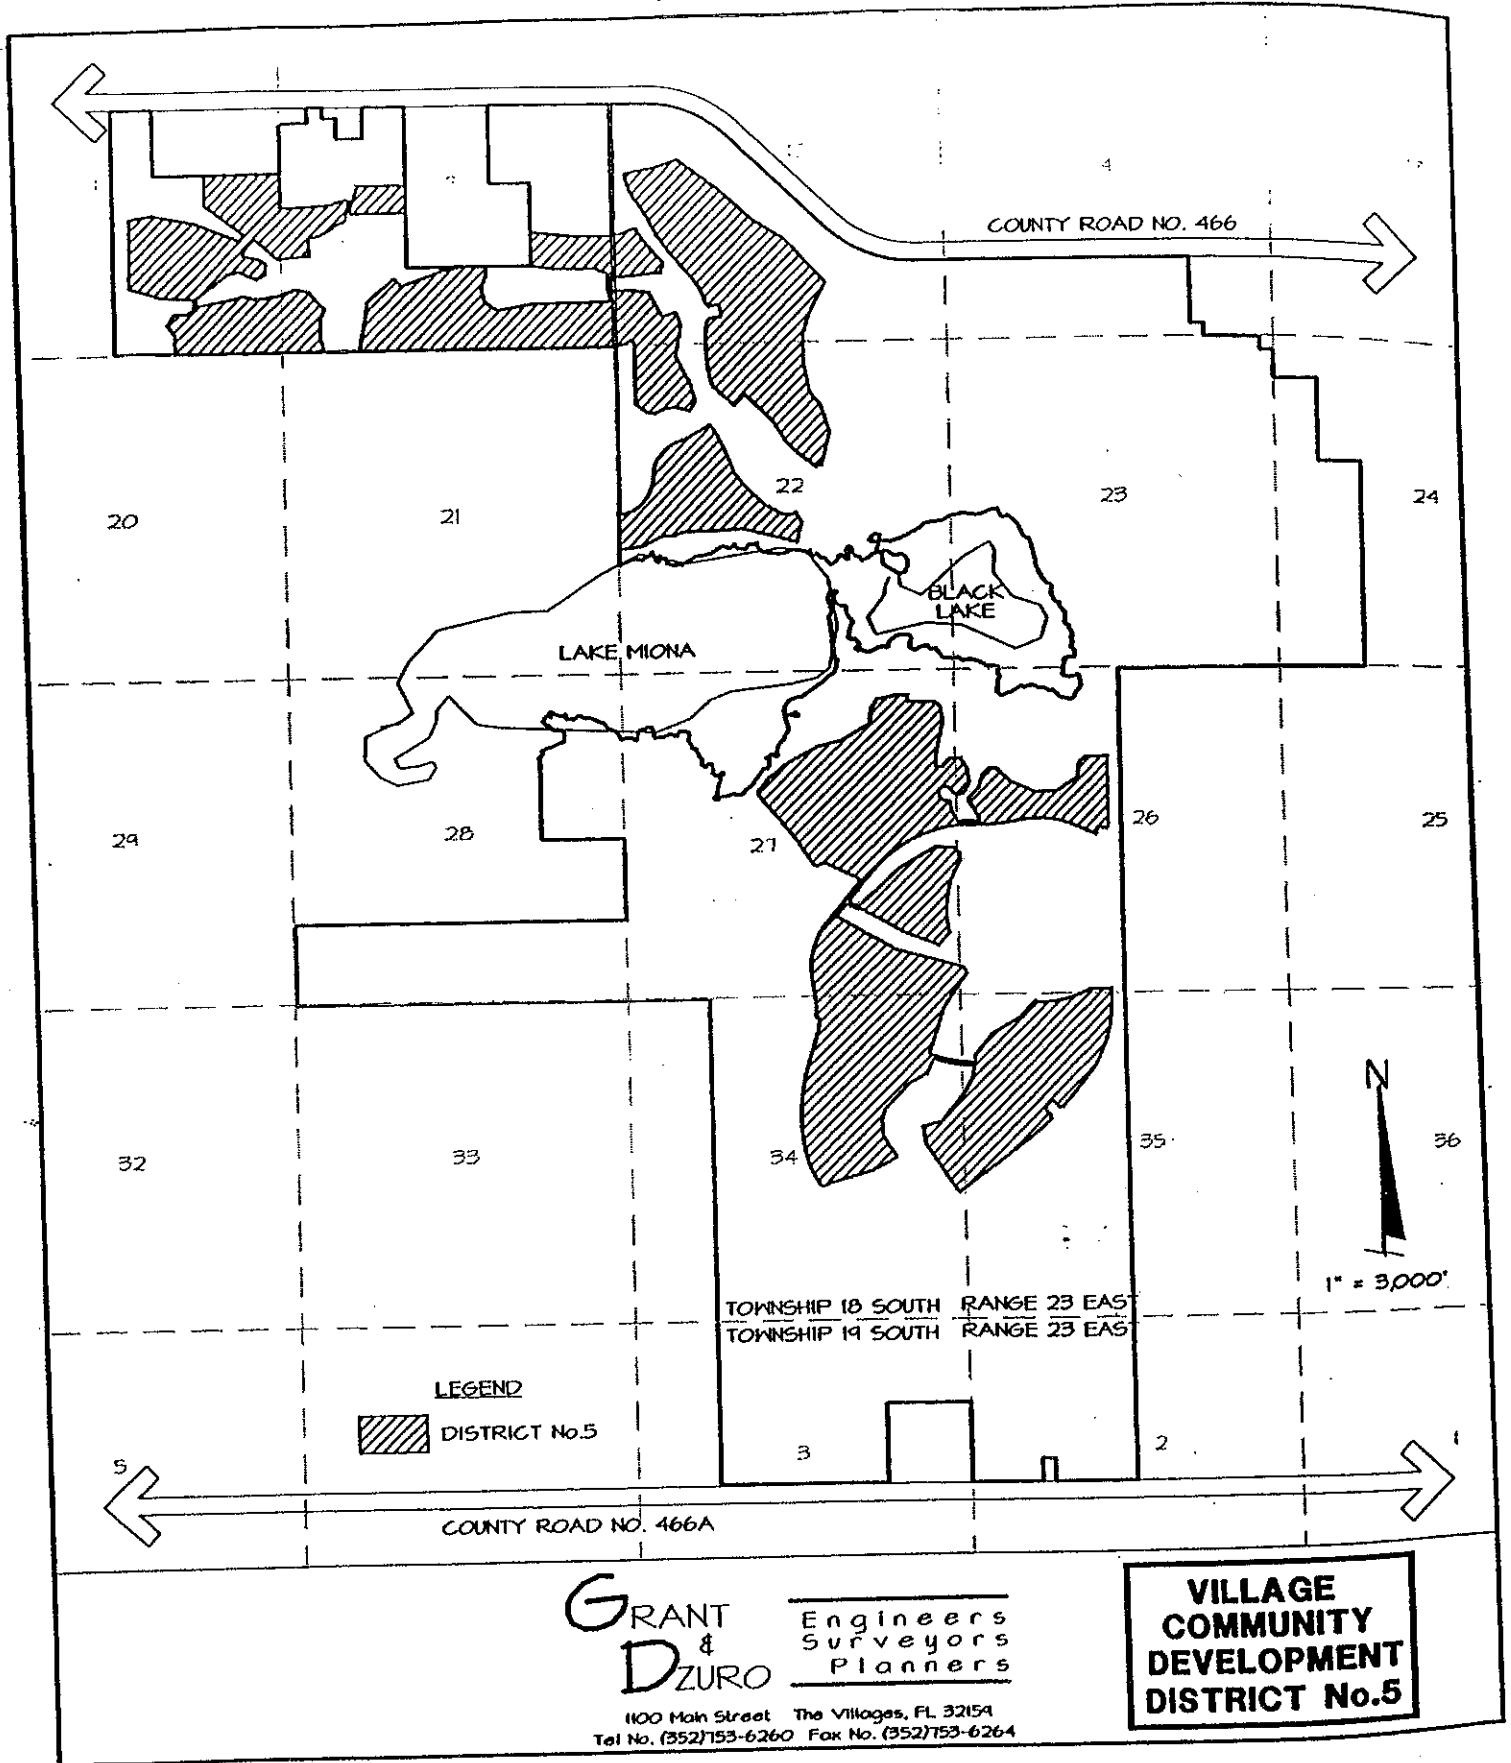 4
COUNTY ROAD NO. 466
22
23
24
20
21
BLACK
LAKE
LAKE MIONA
26
25
29
28
27
N
35
36
32
33
34
1" = 3,000'
TOWNSHIP 18 SOUTH RANGE 23 EAST
TOWNSHIP 19 SOUTH RANGE 23 EAS
LEGEND
DISTRICT No.5
3
2
1
5
COUNTY ROAD NO. 466A
GRANT
&
DZURO
Engineers
Surveyors
Planners
1100 Main Street The Villages, FL 32159
Tel No. (352)753-6260 Fax No. (352)753-6264
VILLAGE
COMMUNITY
DEVELOPMENT
DISTRICT No.5